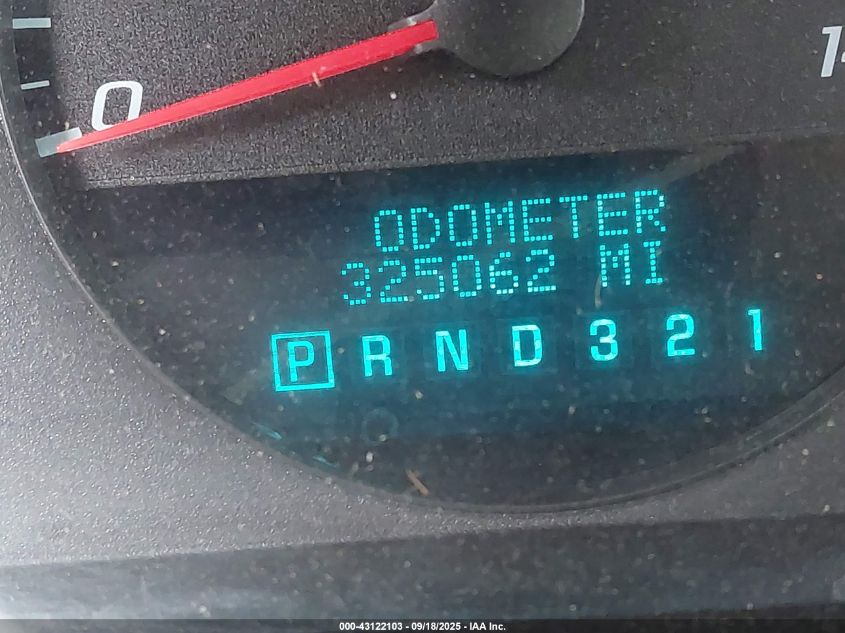 0
ODOMETER
325062 MI
P R N D 3 2 1
000-43122103 - 09/18/2025 - IAA Inc.